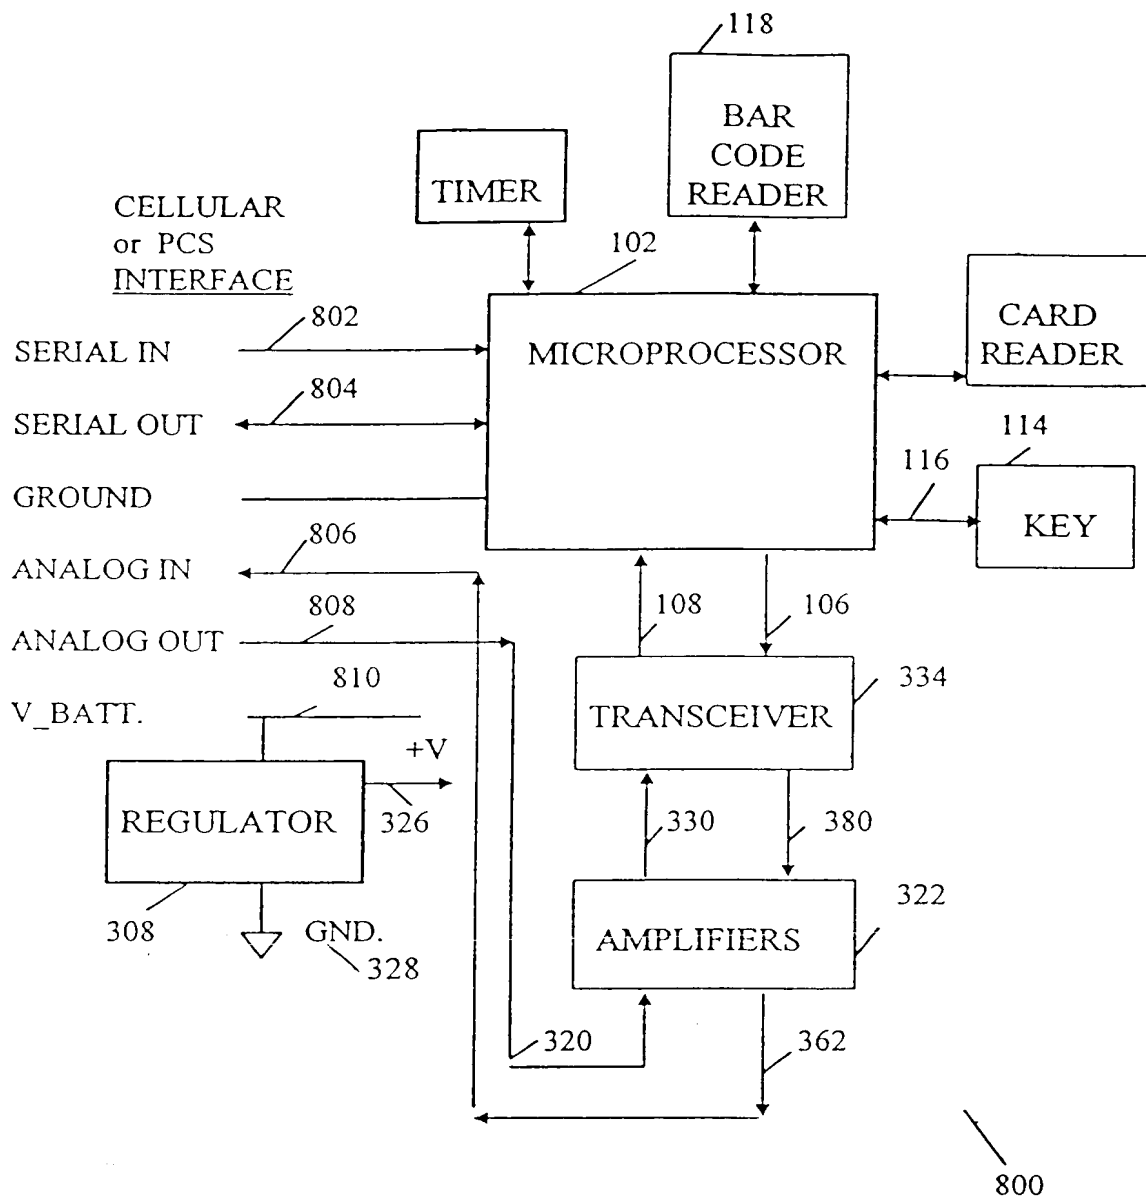 118
BAR
CODE
READER
TIMER
CELLULAR
or PCS
INTERFACE
102
802
SERIAL IN
MICROPROCESSOR
CARD
READER
804
SERIAL OUT
114
116
GROUND
KEY
806
ANALOG IN
808
ANALOG OUT
108
106
810
V_BATT.
334
TRANSCEIVER
+V
REGULATOR
326
330
380
308
GND.
328
322
AMPLIFIERS
320
362
800